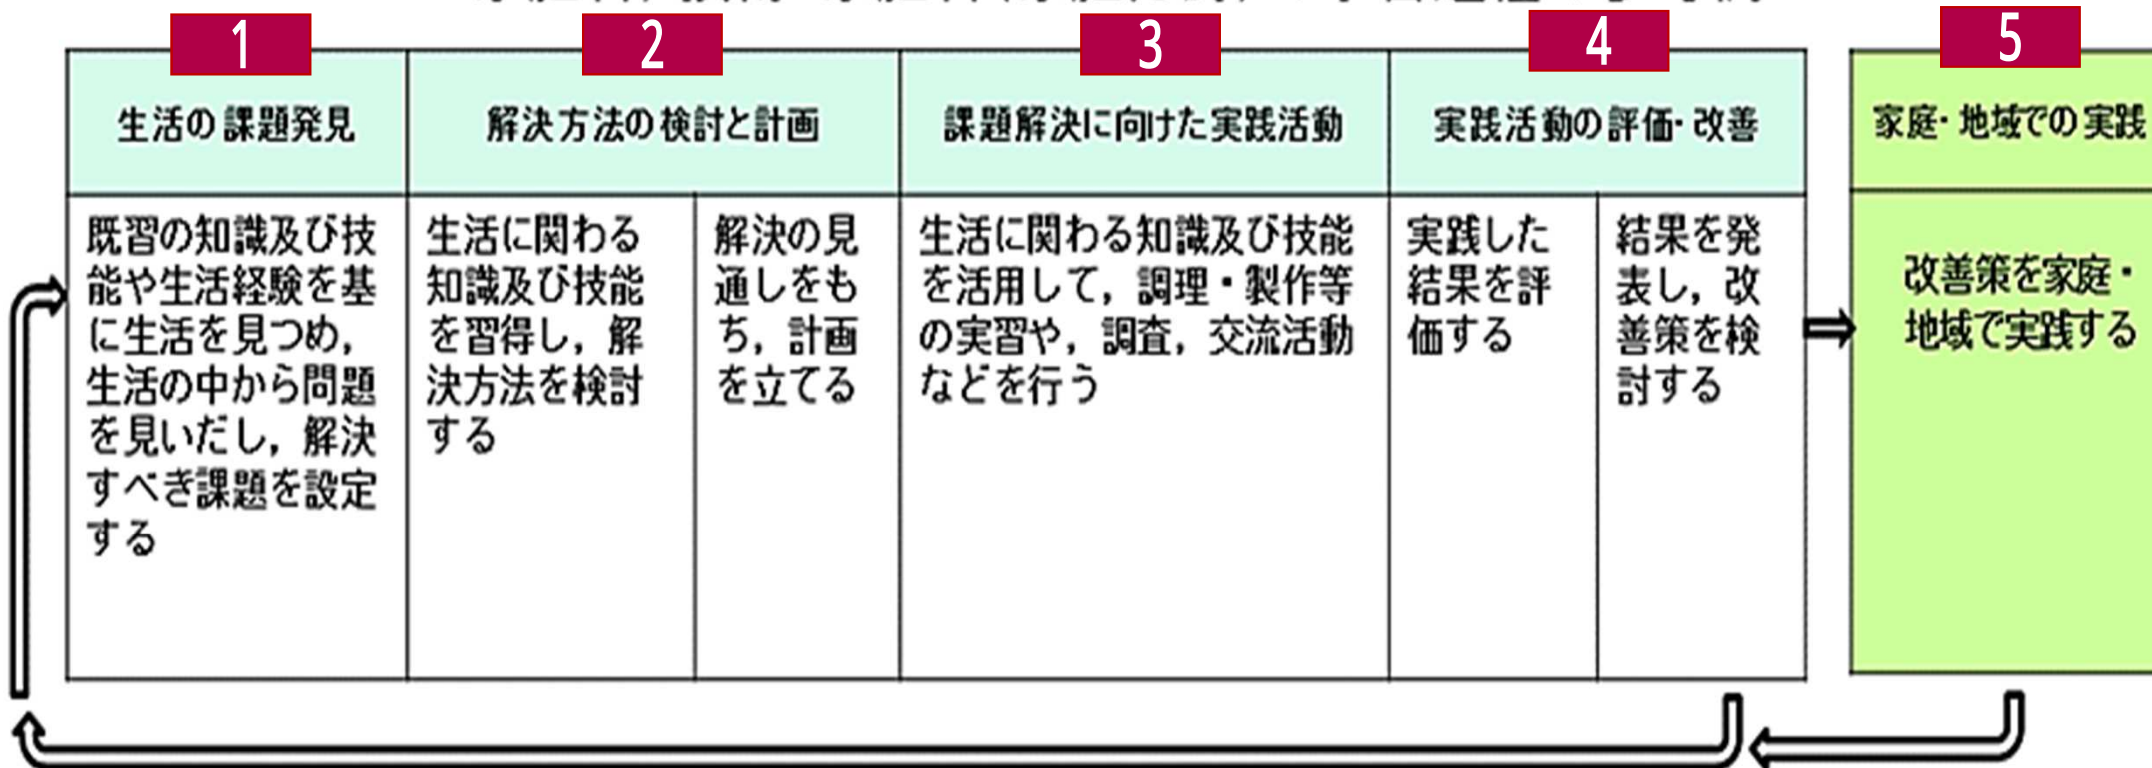 1
生活の課題発見
既習の知識及び技
能や生活経験を基
に生活を見つめ，
生活の中から問題
を見いだし，解決
すべき課題を設定
する
2
解決方法の検討と計画
生活に関わる
知識及び技能
を習得し，解
決方法を検討
する
解決の見
通しをも
ち，計画
を立てる
3
課題解決に向けた実践活動
生活に関わる知識及び技能
を活用して，調理・製作等
の実習や，調査，交流活動
などを行う
4
実践活動の評価・改善
実践した
結果を評
価する
結果を発
表し，改
善策を検
討する
5
家庭・地域での実践
改善策を家庭・
地域で実践する